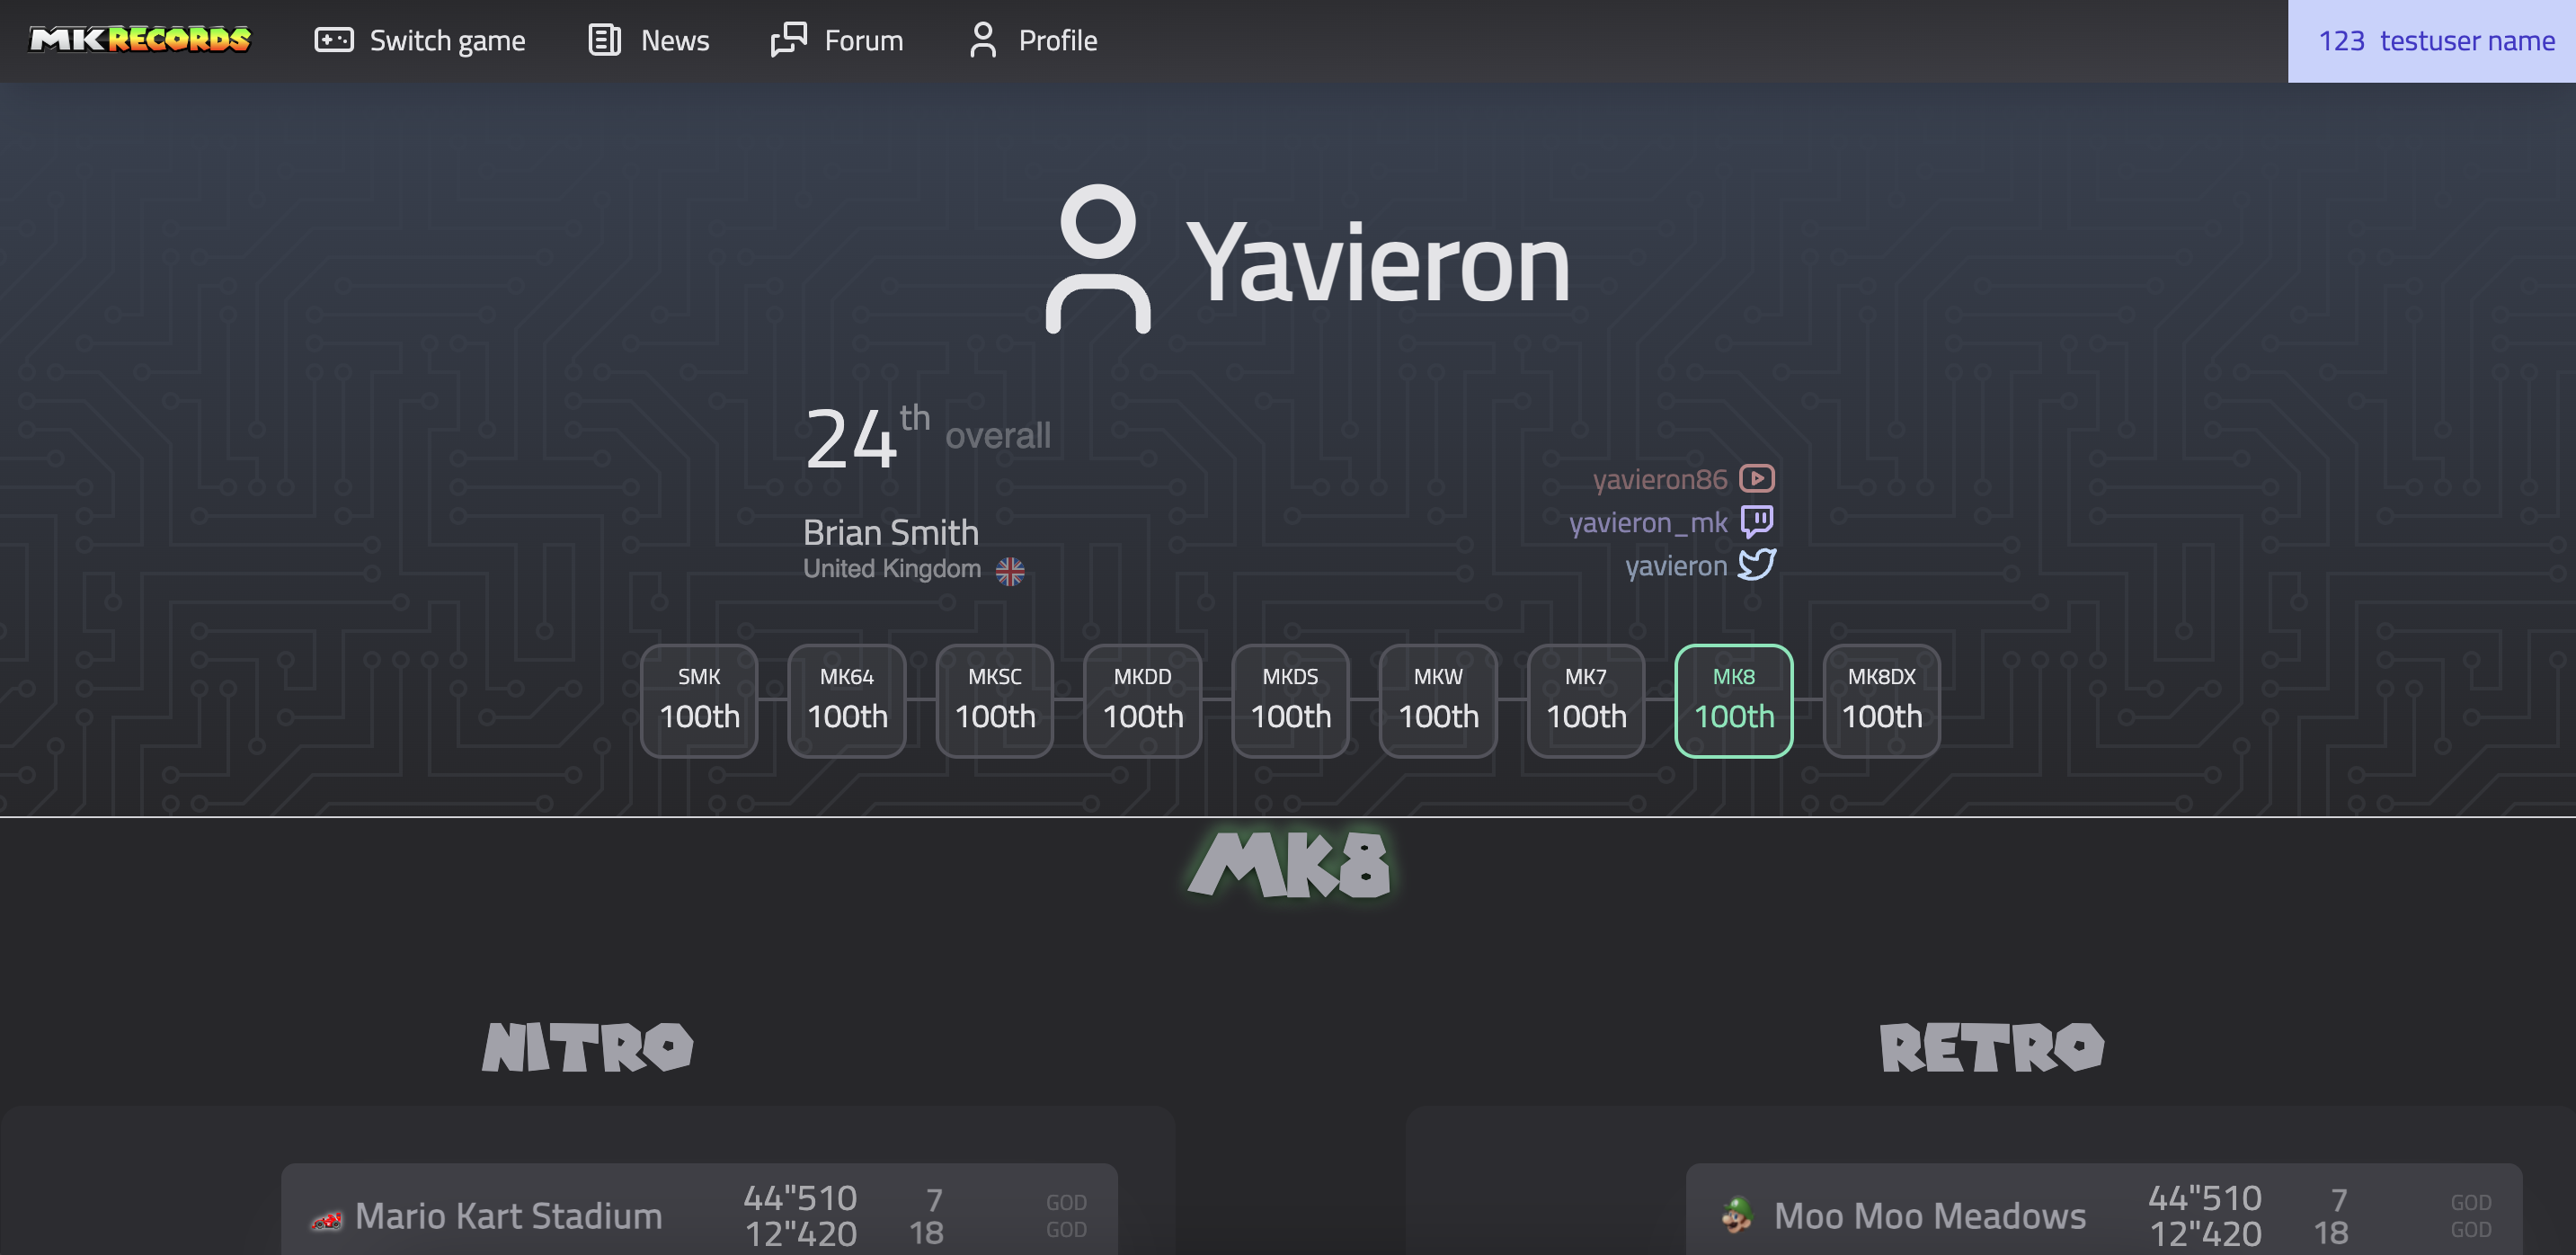 MKRECORDS Switch game News Forum Profile 123 testuser name
Yavieron
24th overall
Brian Smith
United Kingdom
yavieron86
yavieron_mk
yavieron
SMK MK64 MKSC MKDD MKDS MKW MK7 MK8 MK8DX
100th 100th 100th 100th 100th 100th 100th 100th 100th
MK8
NITRO
Mario Kart Stadium
44"510 7 GOD
12"420 18 GOD
RETRO
Moo Moo Meadows
44"510 7 GOD
12"420 18 GOD